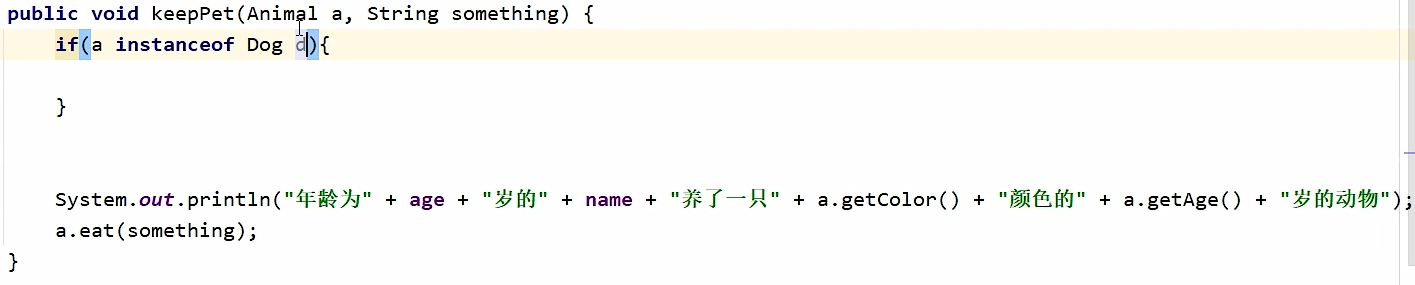 public void keepPet(Animal a, String something) {
if(a instanceof Dog d){
}
System.out.println("年龄为" + age + "岁的" + name + "养了一只" + a.getColor() + "颜色的" + a.getAge() + "岁的动物");
a.eat(something);
}